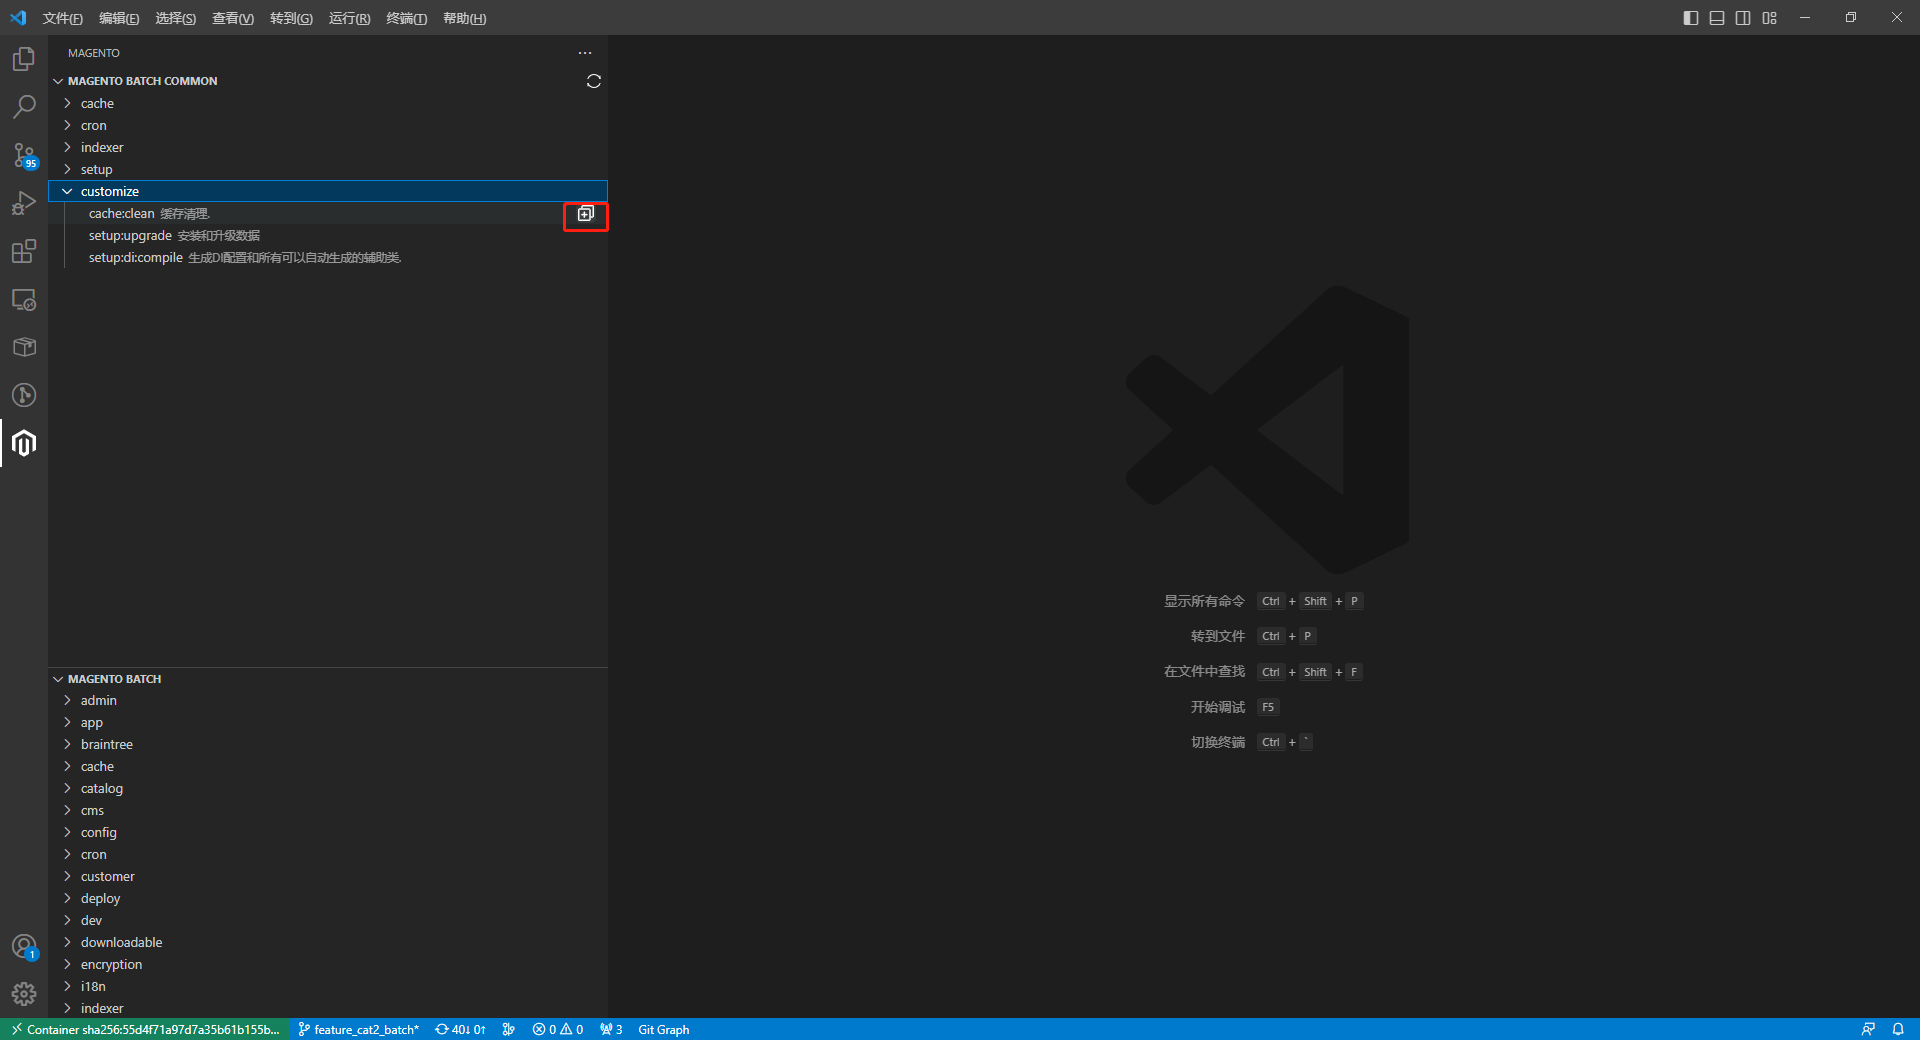 文件(F) 编辑(E) 选择(S) 查看(V) 转到(G) 运行(R) 终端(T) 帮助(H)
MAGENTO
MAGENTO BATCH COMMON
cache
cron
indexer
setup
customize
cache:clean 缓存清理.
setup:upgrade 安装和升级数据
setup:di:compile 生成DI配置和所有可以自动生成的辅助类.
95
显示所有命令 Ctrl + Shift + P
转到文件 Ctrl + P
在文件中查找 Ctrl + Shift + F
开始调试 F5
切换终端 Ctrl + `
MAGENTO BATCH
admin
app
braintree
cache
catalog
cms
config
cron
customer
deploy
dev
downloadable
encryption
i18n
indexer
1
Container sha256:55d4f71a97d7a35b61b155b... feature_cat2_batch* 40↓ 0↑ 0 0 3 Git Graph